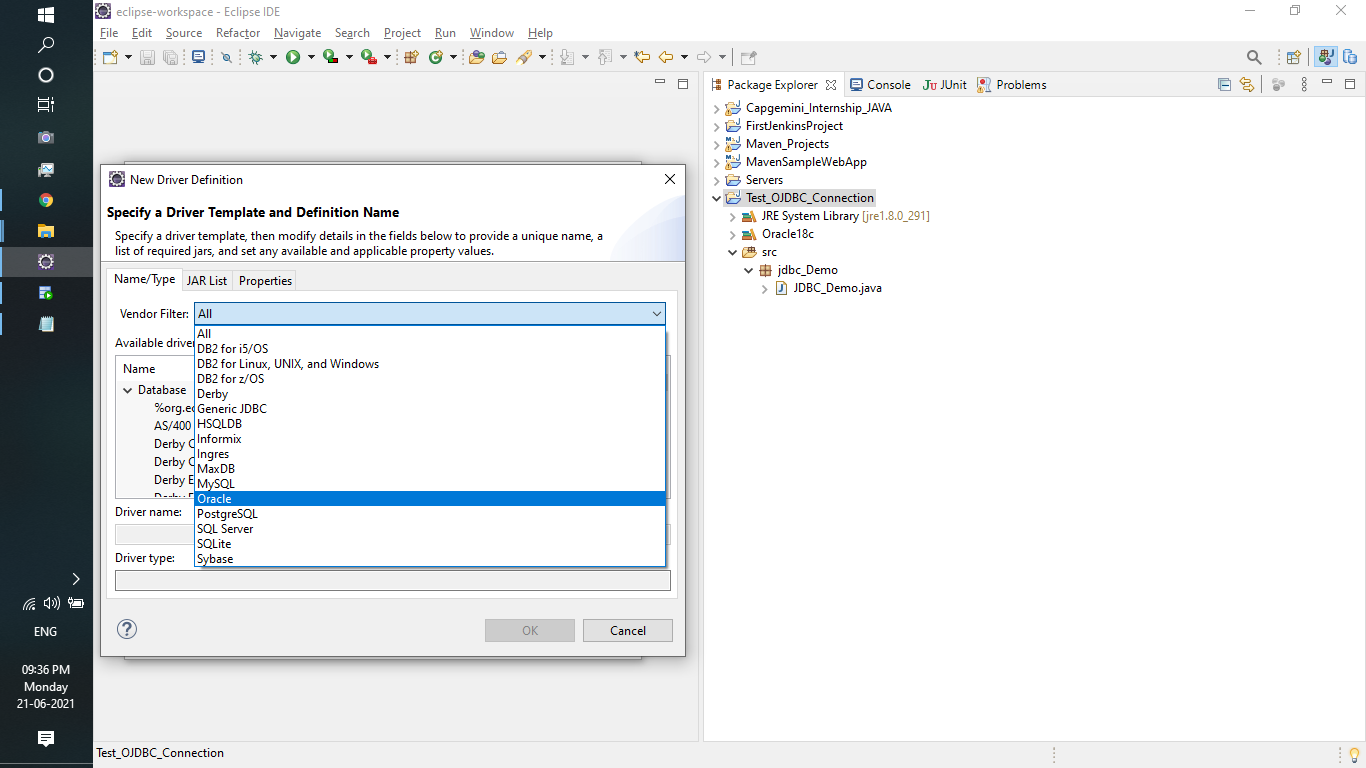 eclipse-workspace - Eclipse IDE
File Edit Source Refactor Navigate Search Project Run Window Help
Package Explorer Console Ju JUnit Problems
Capgemini_Internship_JAVA
FirstJenkinsProject
Maven_Projects
MavenSampleWebApp
Servers
Test_OJDBC_Connection
JRE System Library [jre1.8.0_291]
Oracle18c
src
jdbc_Demo
JDBC_Demo.java
New Driver Definition
Specify a Driver Template and Definition Name
Specify a driver template, then modify details in the fields below to provide a unique name, a
list of required jars, and set any available and applicable property values.
Name/Type JAR List Properties
Vendor Filter: All
All
DB2 for i5/OS
DB2 for Linux, UNIX, and Windows
DB2 for z/OS
Derby
Generic JDBC
HSQLDB
Informix
Ingres
MaxDB
MySQL
Oracle
PostgreSQL
SQL Server
SQLite
Sybase
Available driver
Name
Database
%org.ec
AS/400
Derby
Derby
Derby
Derby
Driver name:
Driver type:
OK Cancel
ENG
09:36 PM
Monday
21-06-2021
Test_OJDBC_Connection